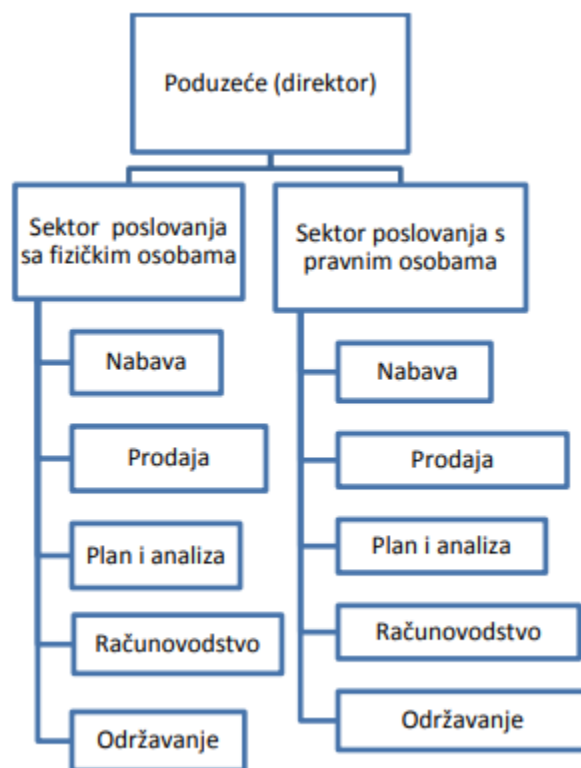 Poduzeće (direktor)
Sektor poslovanja
sa fizičkim osobama
Nabava
Prodaja
Plan i analiza
Računovodstvo
Održavanje
Sektor poslovanja s
pravnim osobama
Nabava
Prodaja
Plan i analiza
Računovodstvo
Održavanje